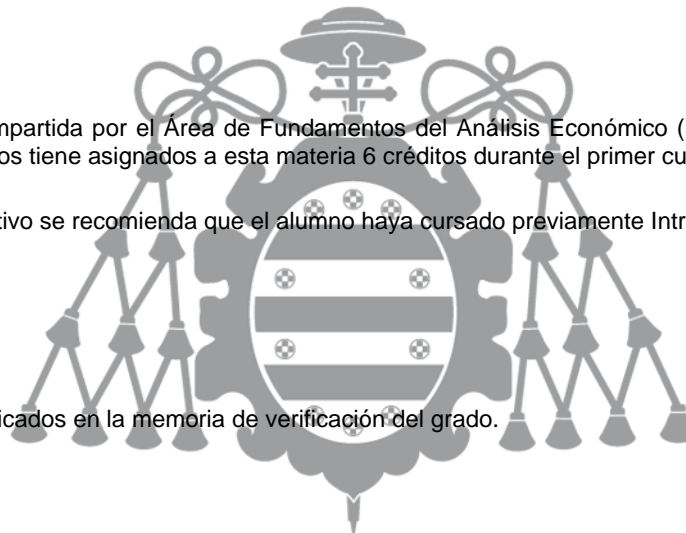 mpartida por el Área de Fundamentos del Análisis Económico (
os tiene asignados a esta materia 6 créditos durante el primer cu
tivo se recomienda que el alumno haya cursado previamente Intr
icados en la memoria de verificación del grado.